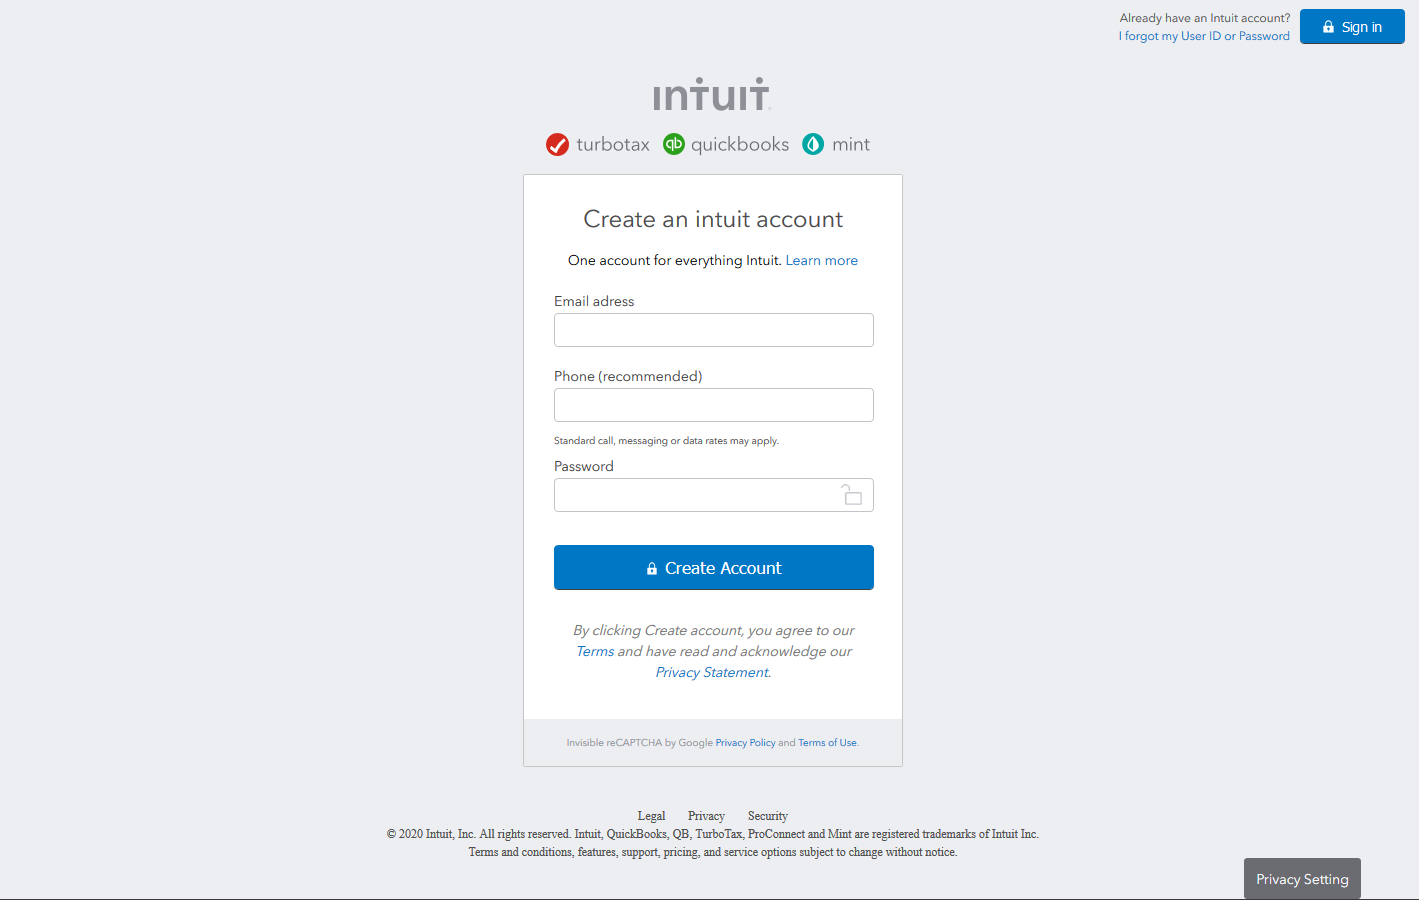 Already have an Intuit account?
I forgot my User ID or Password
Sign in
ıntuıt
turbotax quickbooks mint
Create an intuit account
One account for everything Intuit. Learn more
Email adress
Phone (recommended)
Standard call, messaging or data rates may apply.
Password
Create Account
By clicking Create account, you agree to our
Terms and have read and acknowledge our
Privacy Statement.
Invisible reCAPTCHA by Google Privacy Policy and Terms of Use.
Legal Privacy Security
© 2020 Intuit, Inc. All rights reserved. Intuit, QuickBooks, QB, TurboTax, ProConnect and Mint are registered trademarks of Intuit Inc.
Terms and conditions, features, support, pricing, and service options subject to change without notice.
Privacy Setting